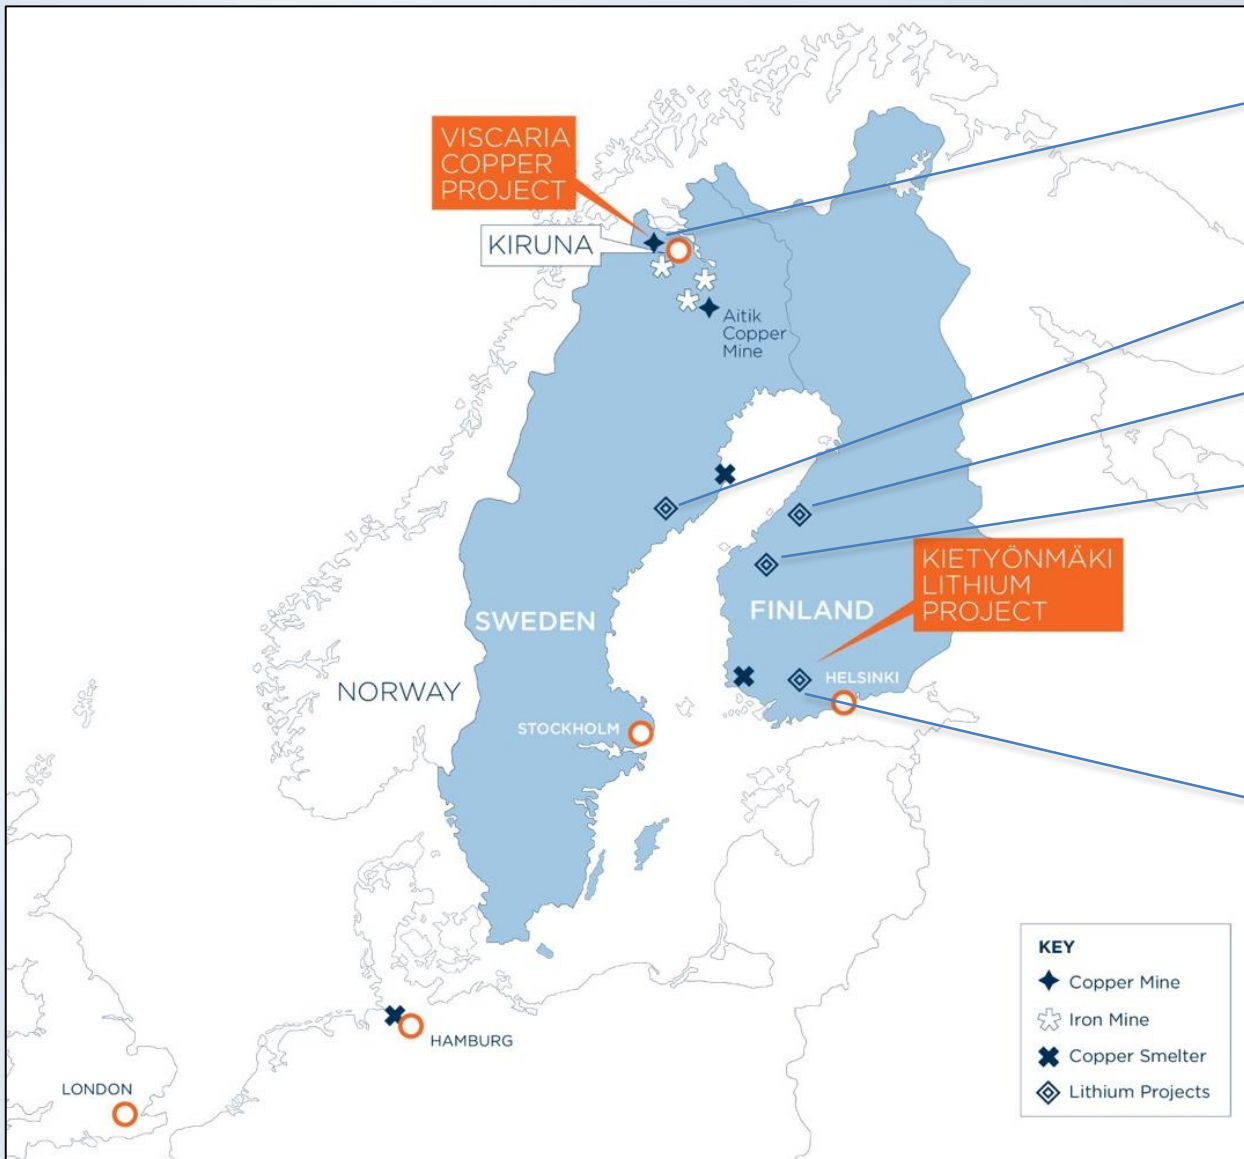 VISCARIA
COPPER
PROJECT
KIRUNA
Aitik
Copper
Mine
KIETYÖNMÄKI
LITHIUM
PROJECT
SWEDEN
FINLAND
HELSINKI
NORWAY
STOCKHOLM
HAMBURG
LONDON
KEY
Copper Mine
Iron Mine
Copper Smelter
Lithium Projects